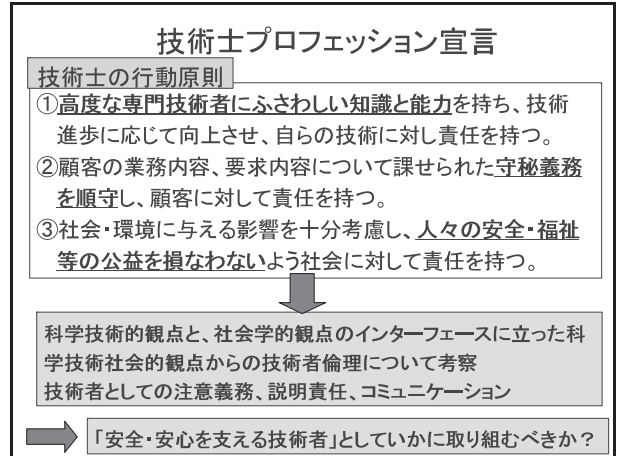 技術士プロフェッション宣言
技術士の行動原則
①高度な専門技術者にふさわしい知識と能力を持ち、技術
進歩に応じて向上させ、自らの技術に対し責任を持つ。
②顧客の業務内容、要求内容について課せられた守秘義務
を順守し、顧客に対して責任を持つ。
③社会・環境に与える影響を十分考慮し、人々の安全・福祉
等の公益を損なわないよう社会に対して責任を持つ。
科学技術的観点と、社会学的観点のインターフェースに立った科
学技術社会的観点からの技術者倫理について考察
技術者としての注意義務、説明責任、コミュニケーション
「安全・安心を支える技術者」としていかに取り組むべきか？